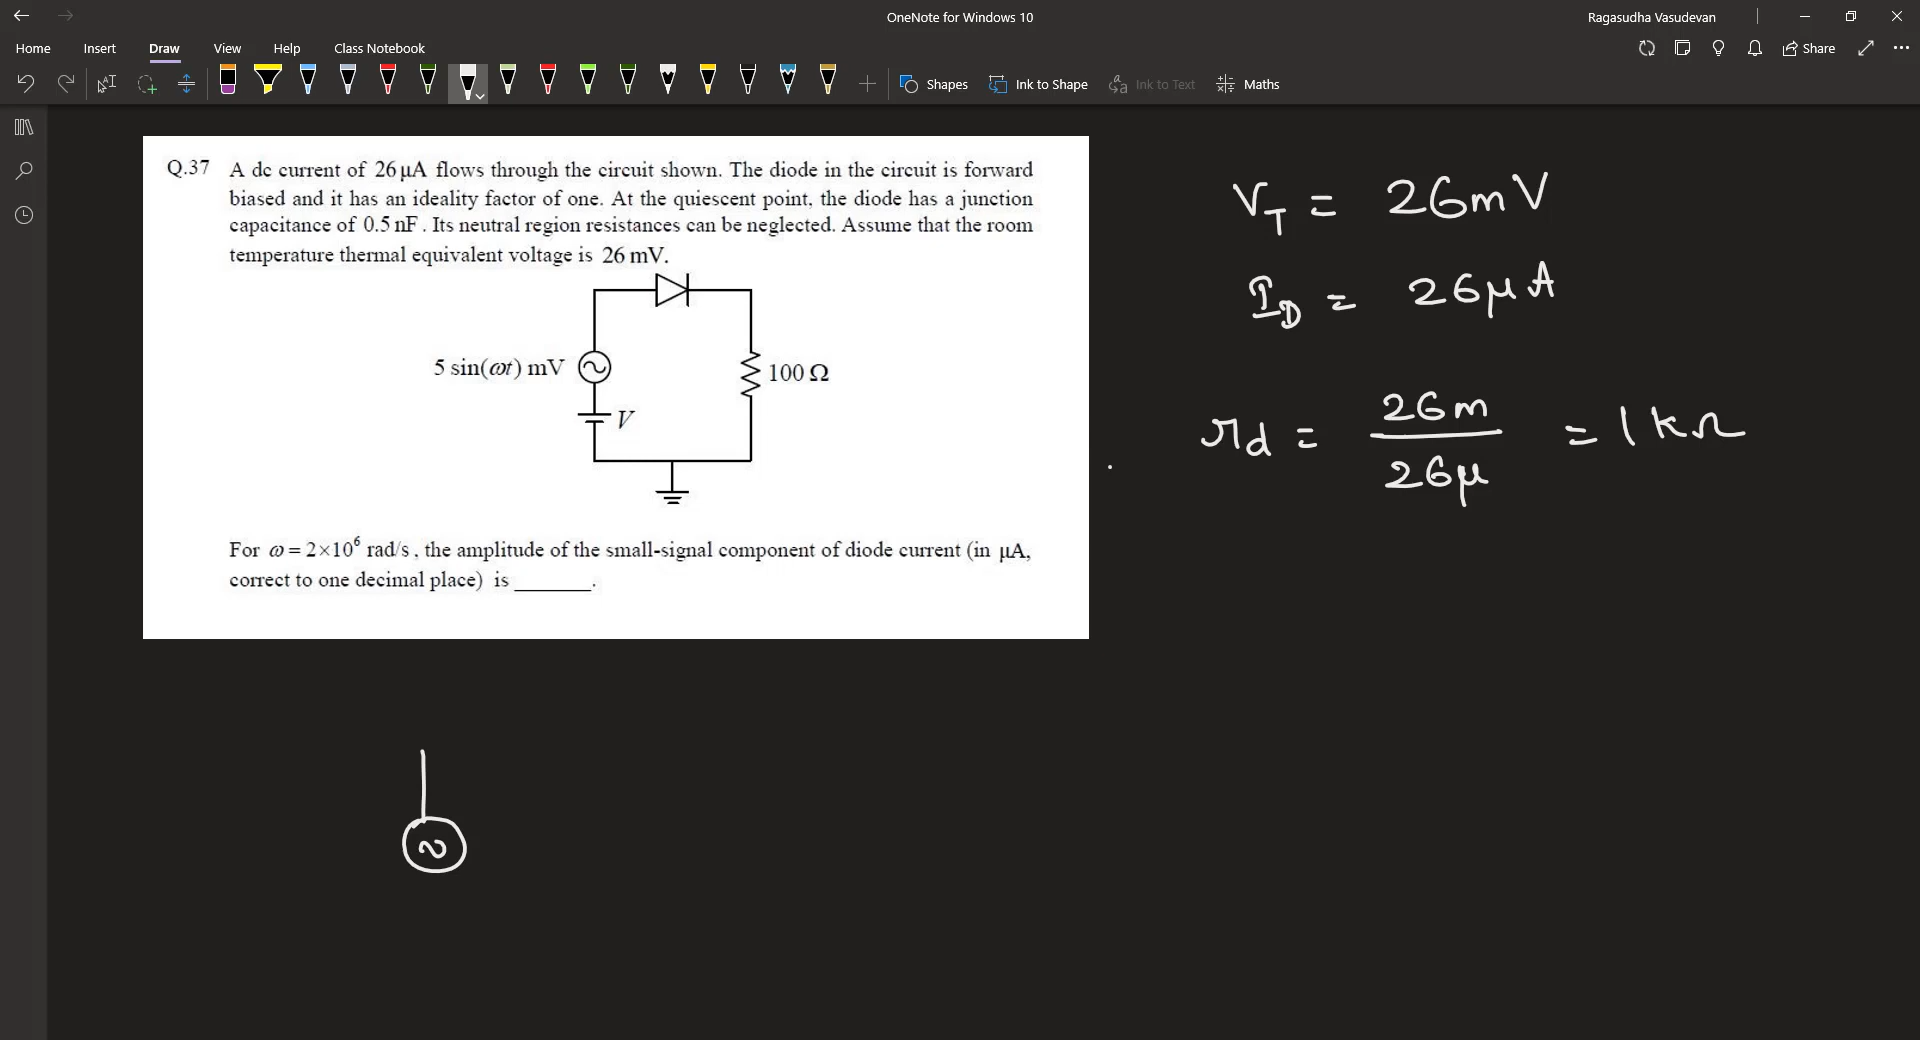 OneNote for Windows 10
Ragasudha Vasudevan
Home Insert Draw View Help Class Notebook
Share
Shapes Ink to Shape Ink to Text Maths
Q.37 A dc current of 26 μA flows through the circuit shown. The diode in the circuit is forward
biased and it has an ideality factor of one. At the quiescent point, the diode has a junction
capacitance of 0.5 nF . Its neutral region resistances can be neglected. Assume that the room
temperature thermal equivalent voltage is 26 mV.
5 sin(ωt) mV
100 Ω
V
For ω = 2×10⁶ rad/s , the amplitude of the small-signal component of diode current (in μA,
correct to one decimal place) is _______.
V_T = 26mV
I_D = 26μA
r_d = 26m / 26μ = 1kΩ